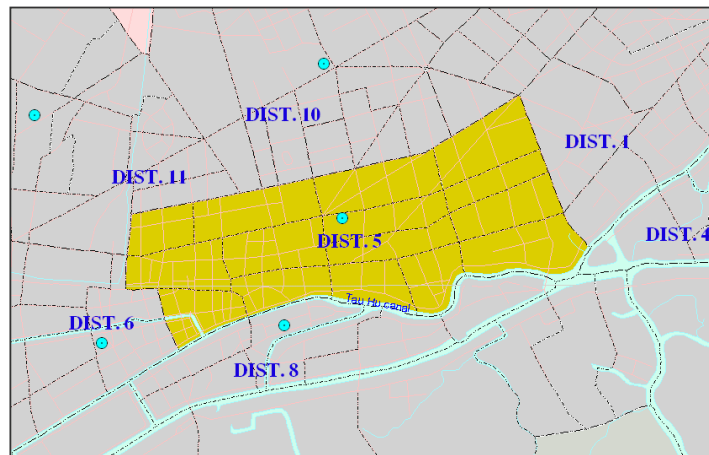 DIST. 10
DIST. 1
DIST. 11
DIST. 4
DIST. 5
Tau Hu canal
DIST. 6
DIST. 8